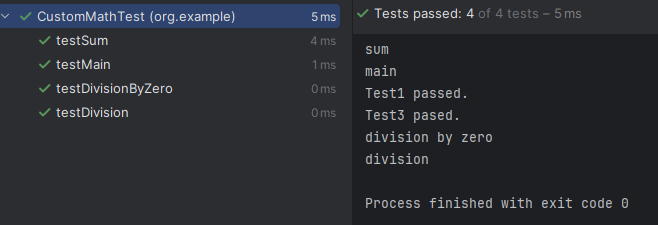 CustomMathTest (org.example) 5 ms
testSum 4 ms
testMain 1 ms
testDivisionByZero 0 ms
testDivision 0 ms
Tests passed: 4 of 4 tests – 5 ms
sum
main
Test1 passed.
Test3 pased.
division by zero
division
Process finished with exit code 0